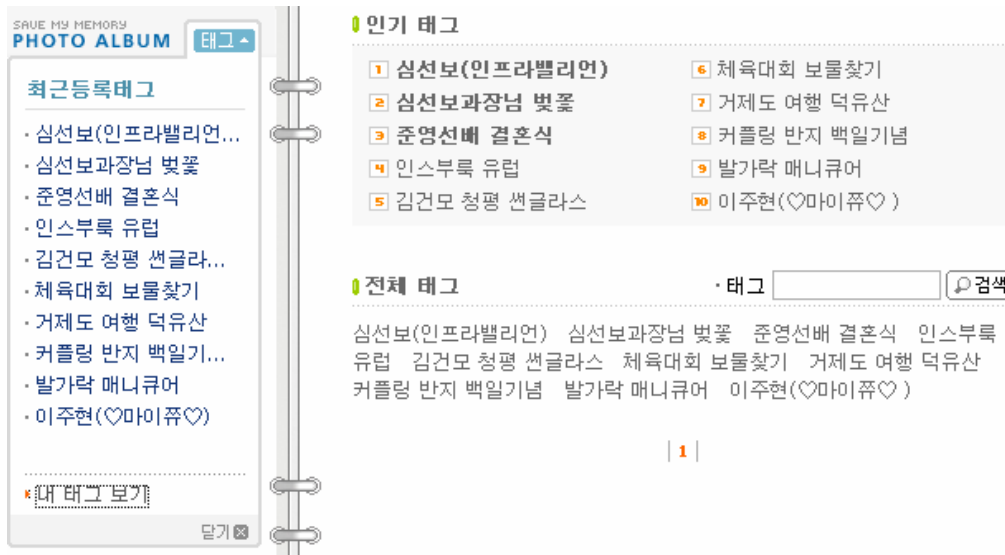 SAVE MY MEMORY
PHOTO ALBUM
태그
최근등록태그
· 심선보(인프라밸리언...
· 심선보과장님 벚꽃
· 준영선배 결혼식
· 인스부룩 유럽
· 김건모 청평 썬글라...
· 체육대회 보물찾기
· 거제도 여행 덕유산
· 커플링 반지 백일기...
· 발가락 매니큐어
· 이주현(♡마이쮸♡)
내 태그 보기
닫기
인기 태그
1 심선보(인프라밸리언)
2 심선보과장님 벚꽃
3 준영선배 결혼식
4 인스부룩 유럽
5 김건모 청평 썬글라스
6 체육대회 보물찾기
7 거제도 여행 덕유산
8 커플링 반지 백일기념
9 발가락 매니큐어
10 이주현(♡마이쮸♡ )
전체 태그
· 태그
검색
심선보(인프라밸리언) 심선보과장님 벚꽃 준영선배 결혼식 인스부룩
유럽 김건모 청평 썬글라스 체육대회 보물찾기 거제도 여행 덕유산
커플링 반지 백일기념 발가락 매니큐어 이주현(♡마이쮸♡ )
| 1 |